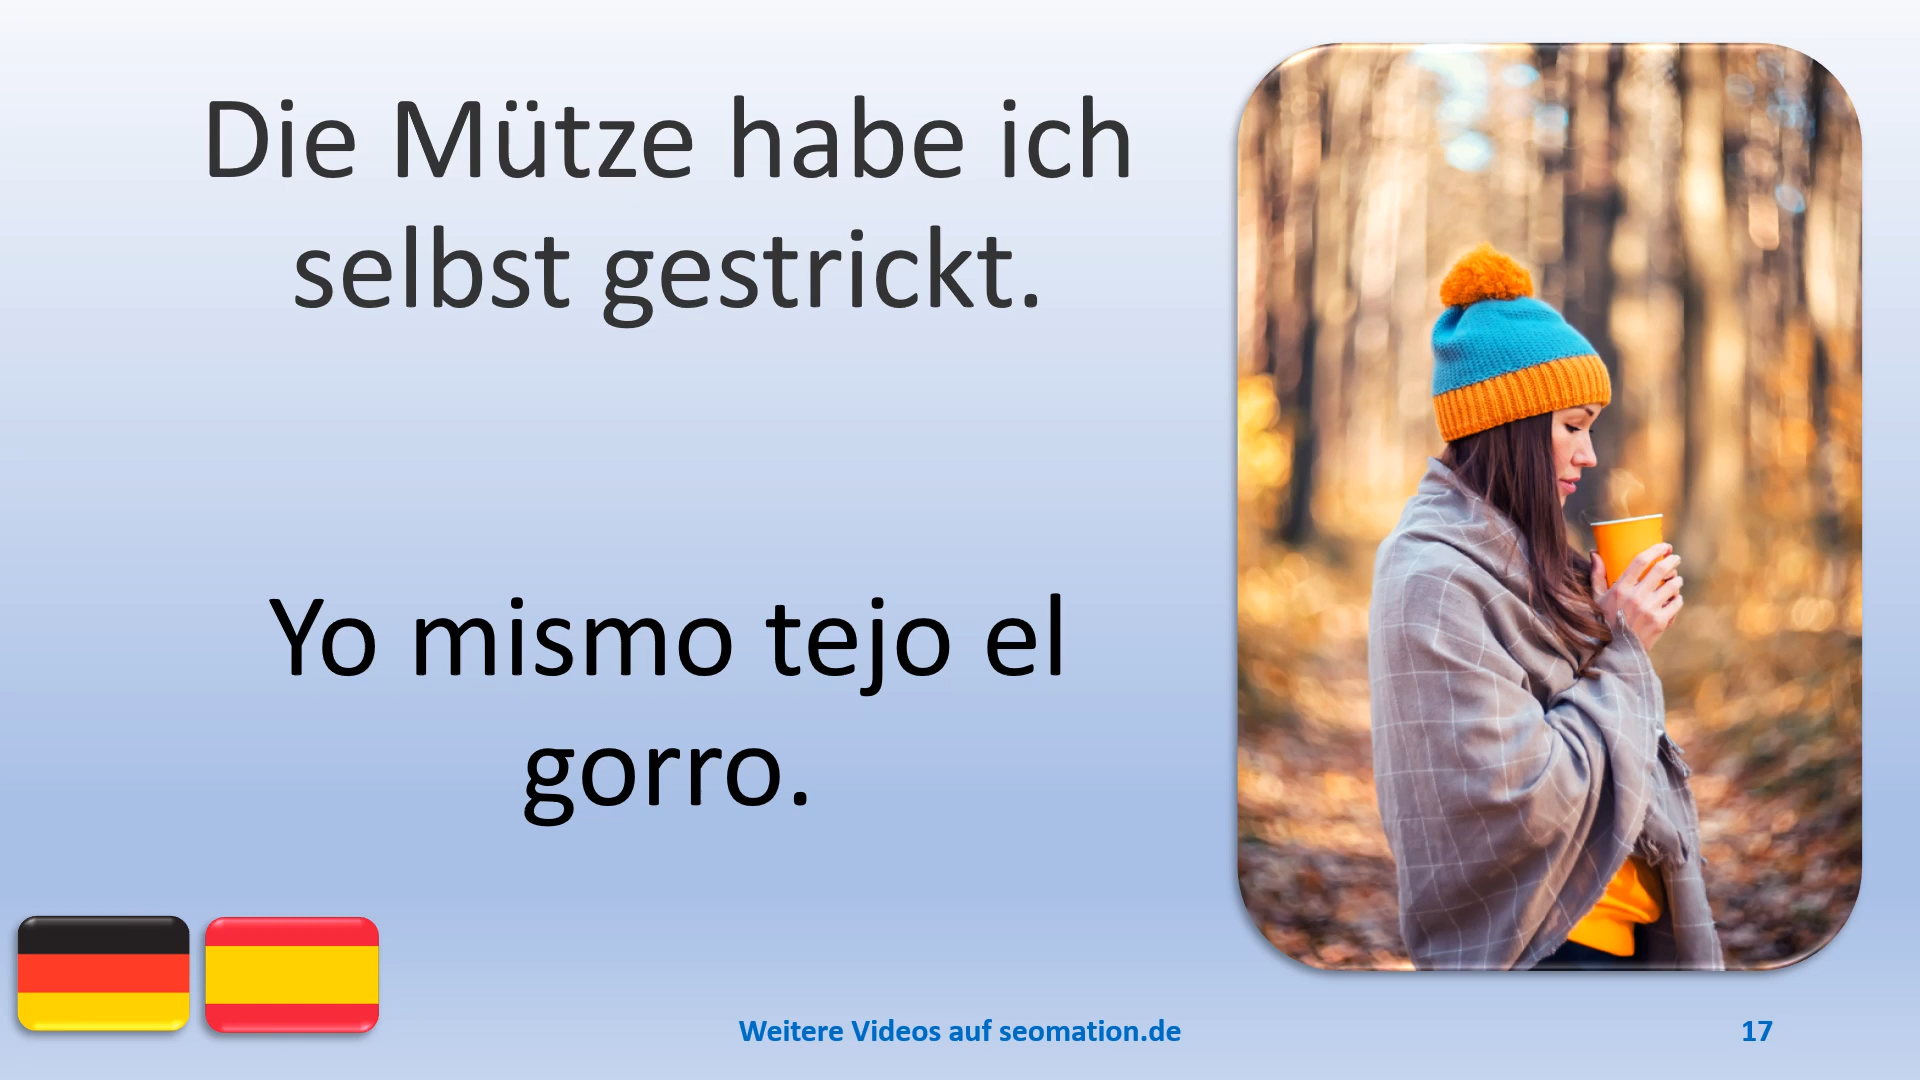 Die Mütze habe ich
selbst gestrickt.
Yo mismo tejo el
gorro.
Weitere Videos auf seomation.de
17